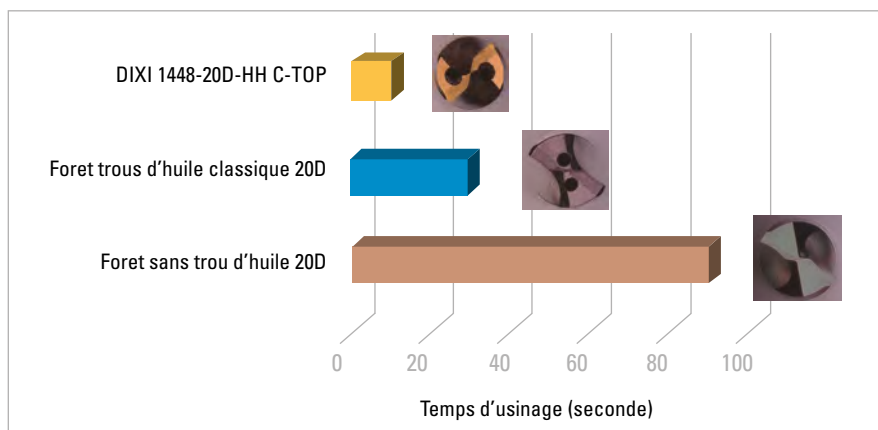 DIXI 1448-20D-HH C-TOP
Foret trous d'huile classique 20D
Foret sans trou d'huile 20D
0 20 40 60 80 100
Temps d'usinage (seconde)